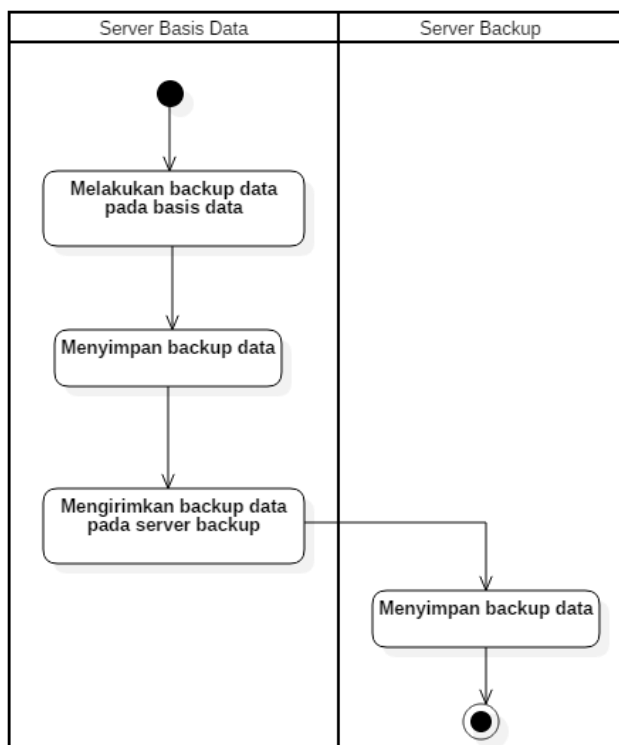 Server Basis Data
Server Backup
Melakukan backup data
pada basis data
Menyimpan backup data
Mengirimkan backup data
pada server backup
Menyimpan backup data